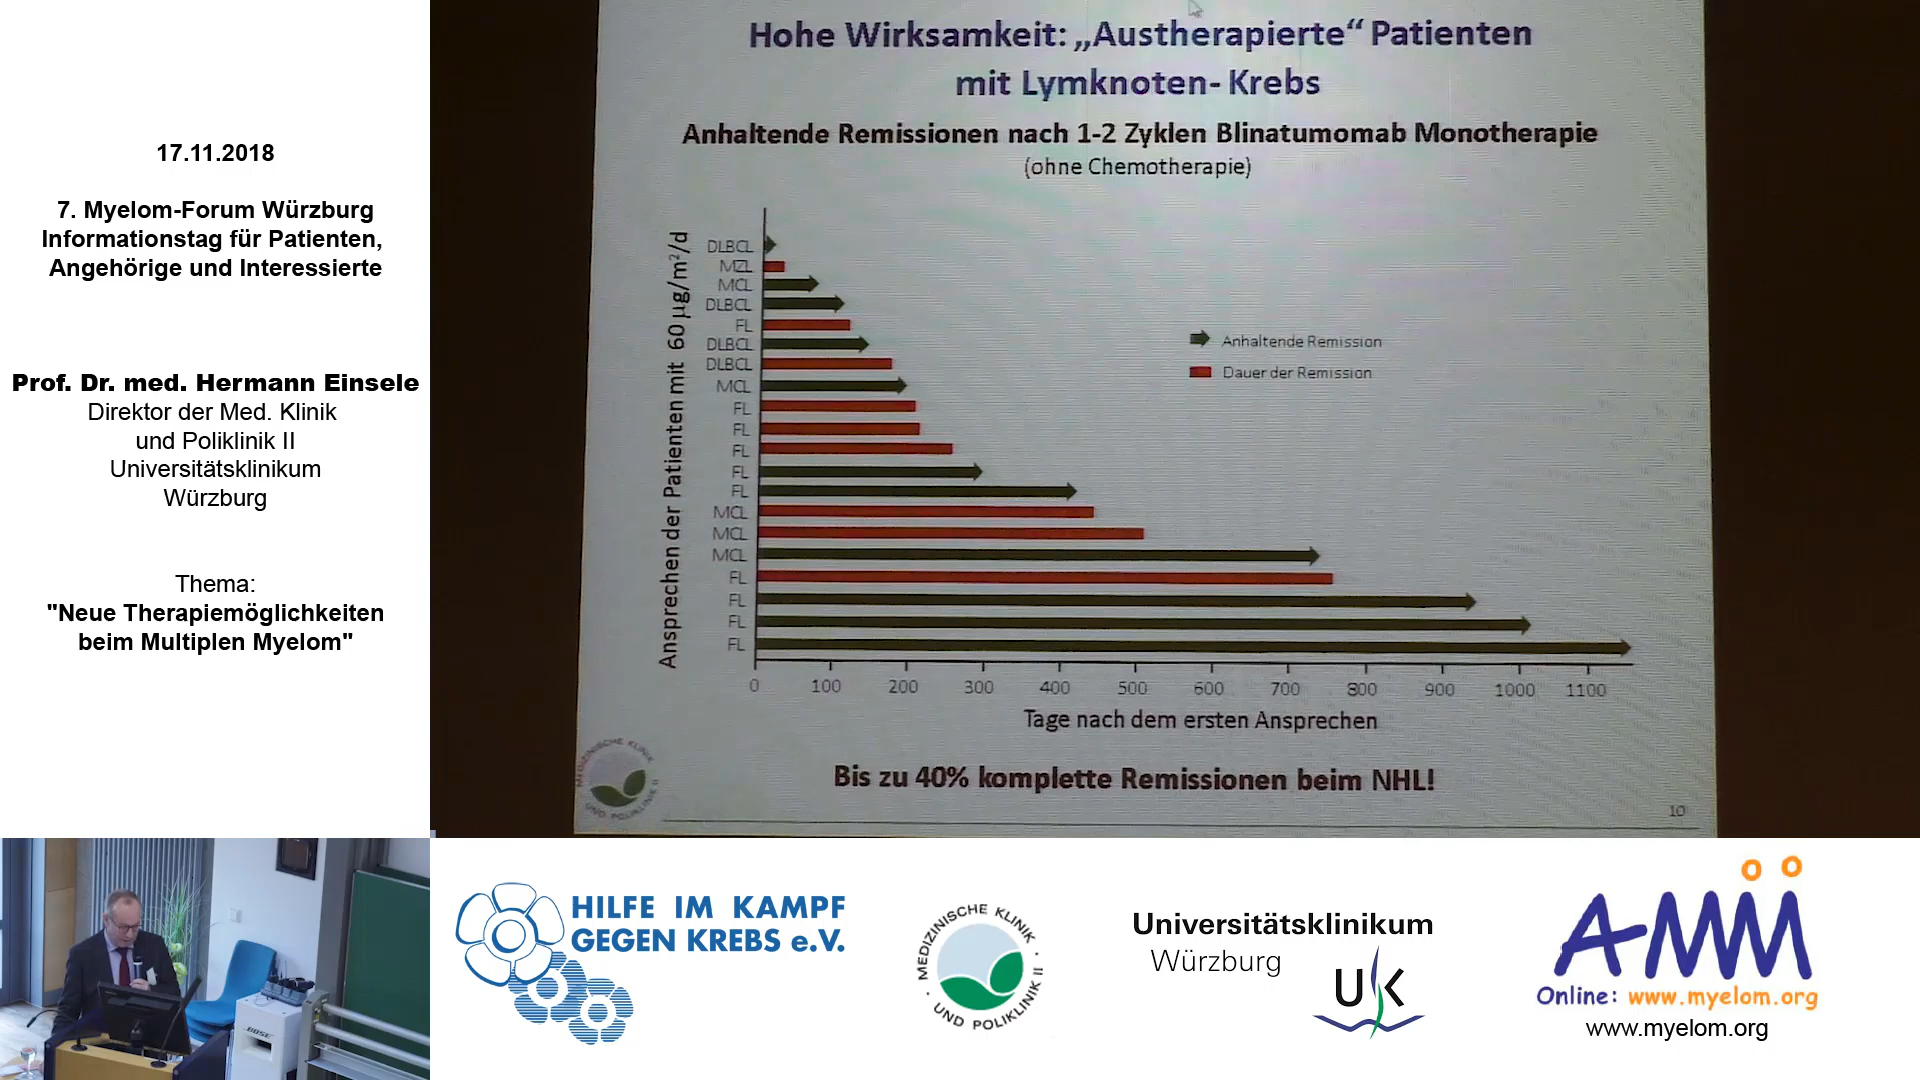 17.11.2018
7. Myelom-Forum Würzburg
Informationstag für Patienten,
Angehörige und Interessierte
Prof. Dr. med. Hermann Einsele
Direktor der Med. Klinik
und Poliklinik II
Universitätsklinikum
Würzburg
Thema:
"Neue Therapiemöglichkeiten
beim Multiplen Myelom"
Hohe Wirksamkeit: „Austherapierte“ Patienten
mit Lymknoten- Krebs
Anhaltende Remissionen nach 1-2 Zyklen Blinatumomab Monotherapie
(ohne Chemotherapie)
Ansprechen der Patienten mit 60 µg/m²/d
DLBCL
MZL
MCL
DLBCL
FL
DLBCL
DLBCL
MCL
FL
FL
FL
FL
FL
MCL
MCL
MCL
FL
FL
FL
FL
Anhaltende Remission
Dauer der Remission
0 100 200 300 400 500 600 700 800 900 1000 1100
Tage nach dem ersten Ansprechen
Bis zu 40% komplette Remissionen beim NHL!
MEDIZINISCHE KLINIK
UND POLIKLINIK II
10
BOSE
HILFE IM KAMPF
GEGEN KREBS e.V.
MEDIZINISCHE KLINIK
UND POLIKLINIK II
Universitätsklinikum
Würzburg
UK
AMM
Online: www.myelom.org
www.myelom.org